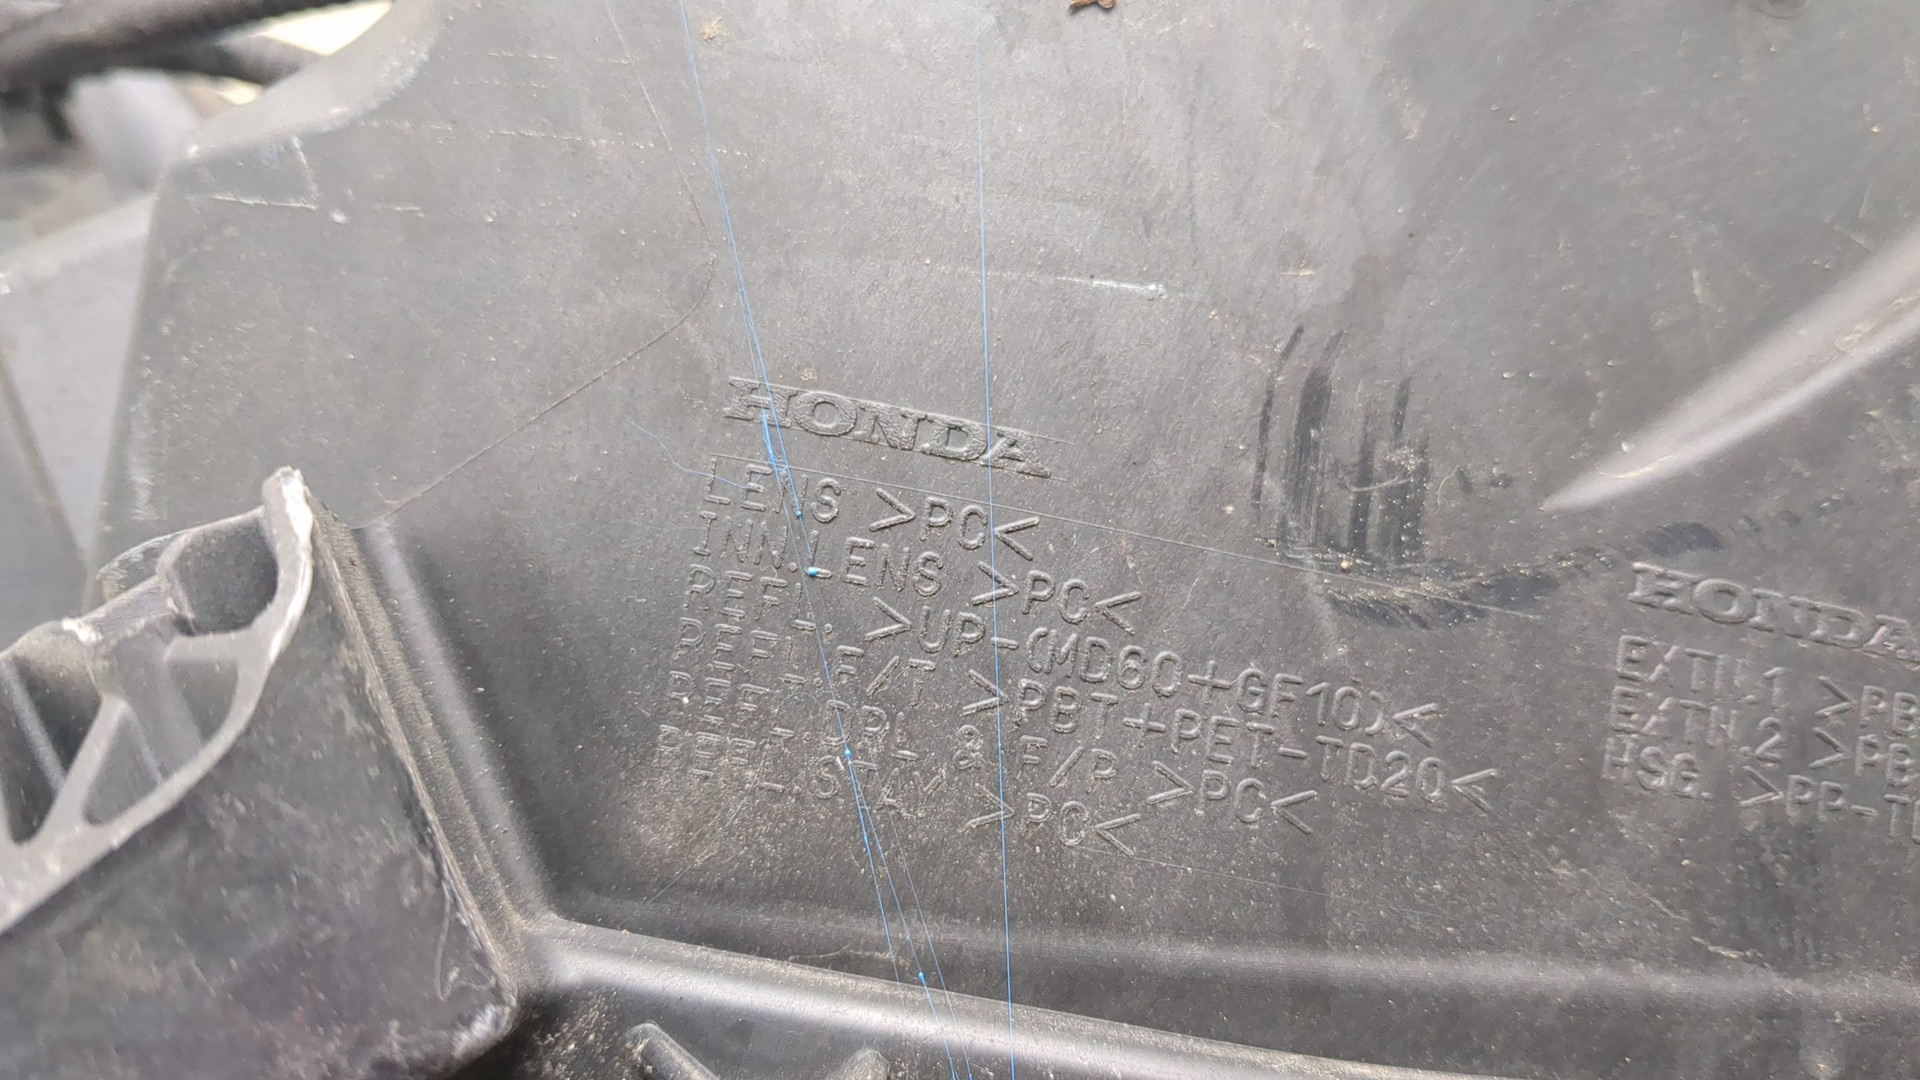 HONDA
LENS >PC<
INN.LENS >PC<
REFL. >UP-(MD60+GF10)<
REFL.F/T >PBT+PET-TD20<
REFL.DRL & F/P >PC<
REFL.STAY >PC<
HONDA
EXTN.1 >PB
EXTN.2 >PB
HSG. >PP-T